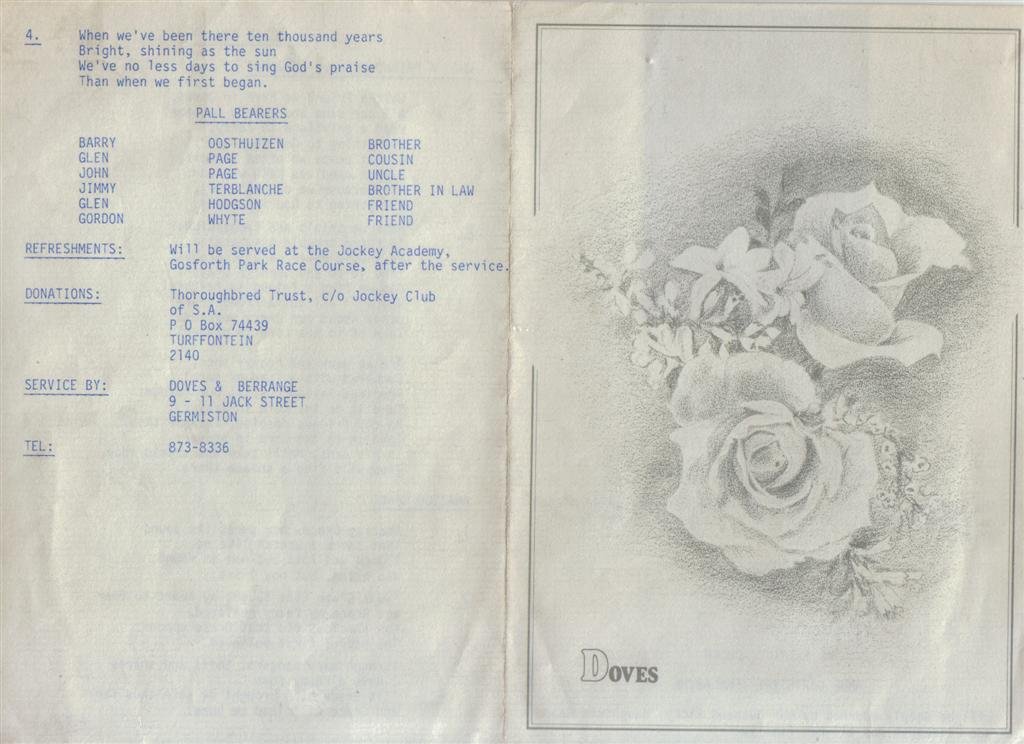 4. When we've been there ten thousand years
Bright, shining as the sun
We've no less days to sing God's praise
Than when we first began.
PALL BEARERS
BARRY OOSTHUIZEN BROTHER
GLEN PAGE COUSIN
JOHN PAGE UNCLE
JIMMY TERBLANCHE BROTHER IN LAW
GLEN HODGSON FRIEND
GORDON WHYTE FRIEND
REFRESHMENTS: Will be served at the Jockey Academy,
Gosforth Park Race Course, after the service.
DONATIONS: Thoroughbred Trust, c/o Jockey Club
of S.A.
P O Box 74439
TURFFONTEIN
2140
SERVICE BY: DOVES & BERRANGE
9 - 11 JACK STREET
GERMISTON
TEL: 873-8336
DOVES